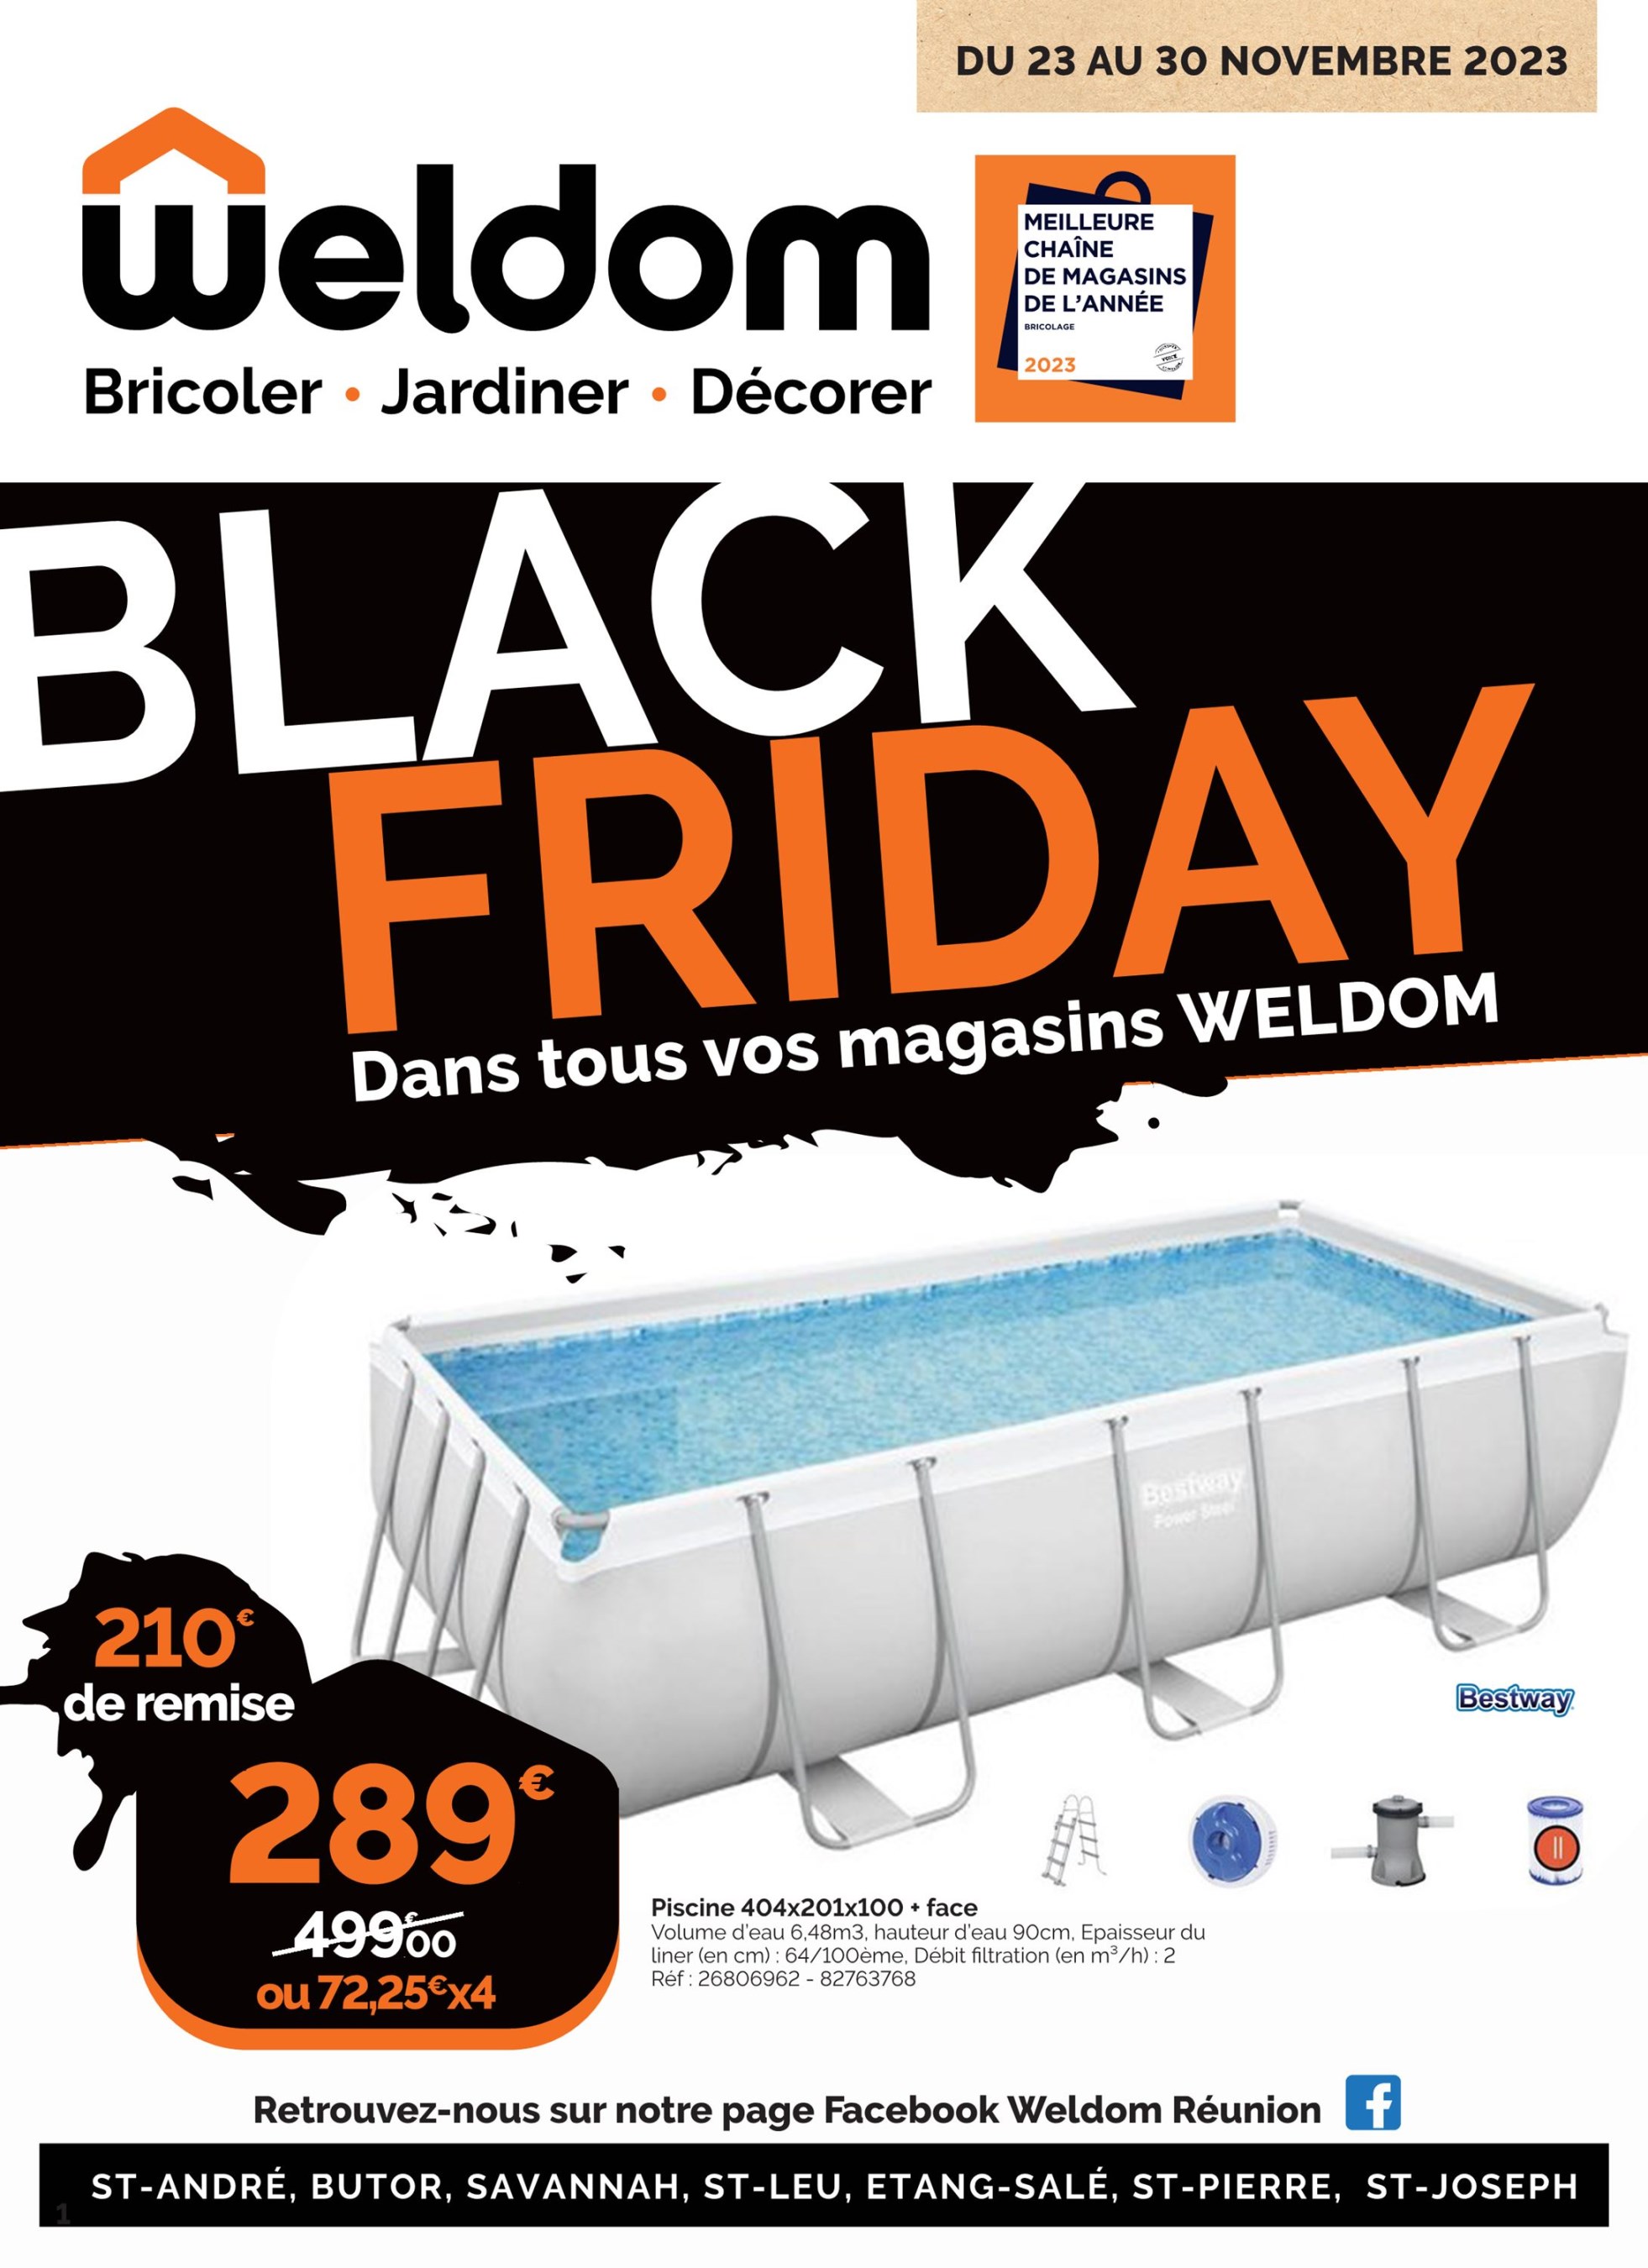 DU 23 AU 30 NOVEMBRE 2023
weldom
Bricoler • Jardiner • Décorer
MEILLEURE
CHAÎNE
DE MAGASINS
DE L'ANNÉE
BRICOLAGE
2023
BLACK
FRIDAY
Dans tous vos magasins WELDOM
Bestway
Power Steel
210€
de remise
Bestway
289€
499€00
ou 72,25€x4
II
Piscine 404x201x100 + face
Volume d'eau 6,48m3, hauteur d'eau 90cm, Epaisseur du
liner (en cm) : 64/100ème, Débit filtration (en m³/h) : 2
Réf : 26806962 - 82763768
Retrouvez-nous sur notre page Facebook Weldom Réunion f
ST-ANDRÉ, BUTOR, SAVANNAH, ST-LEU, ETANG-SALÉ, ST-PIERRE, ST-JOSEPH
1